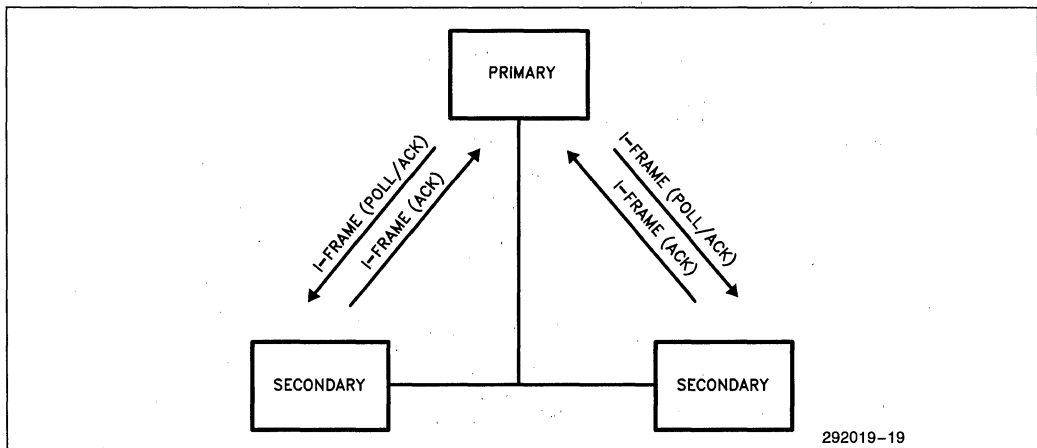 PRIMARY
I-FRAME (POLL/ACK)
I-FRAME (ACK)
I-FRAME (POLL/ACK)
I-FRAME (ACK)
SECONDARY
SECONDARY
292019-19